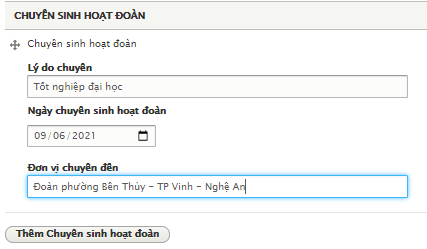 CHUYỂN SINH HOẠT ĐOÀN
Chuyển sinh hoạt đoàn
Lý do chuyển
Tốt nghiệp đại học
Ngày chuyển sinh hoạt đoàn
09/06/2021
Đơn vị chuyển đến
Đoàn phường Bến Thủy - TP Vinh - Nghệ An
Thêm Chuyển sinh hoạt đoàn